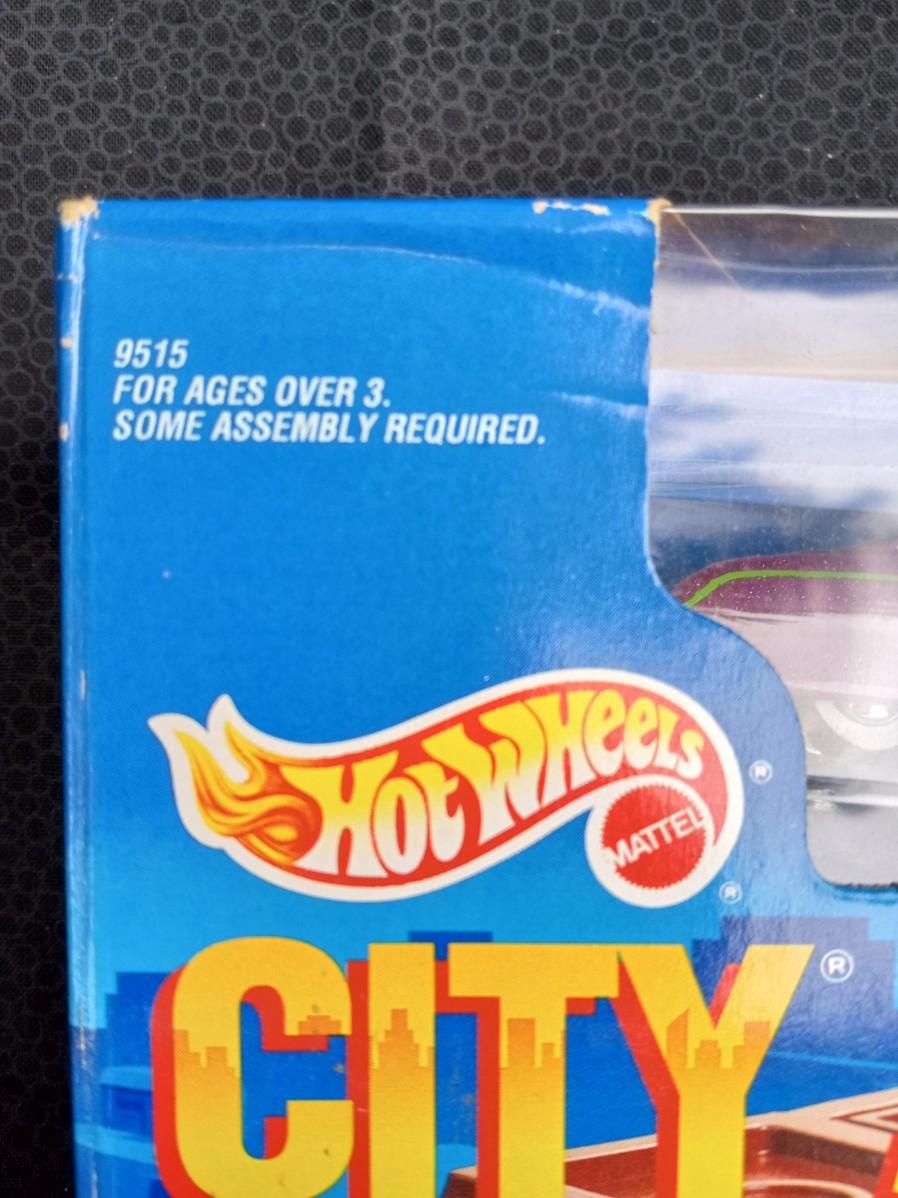 9515
FOR AGES OVER 3.
SOME ASSEMBLY REQUIRED.
Hot Wheels ®
MATTEL ®
CITY ®